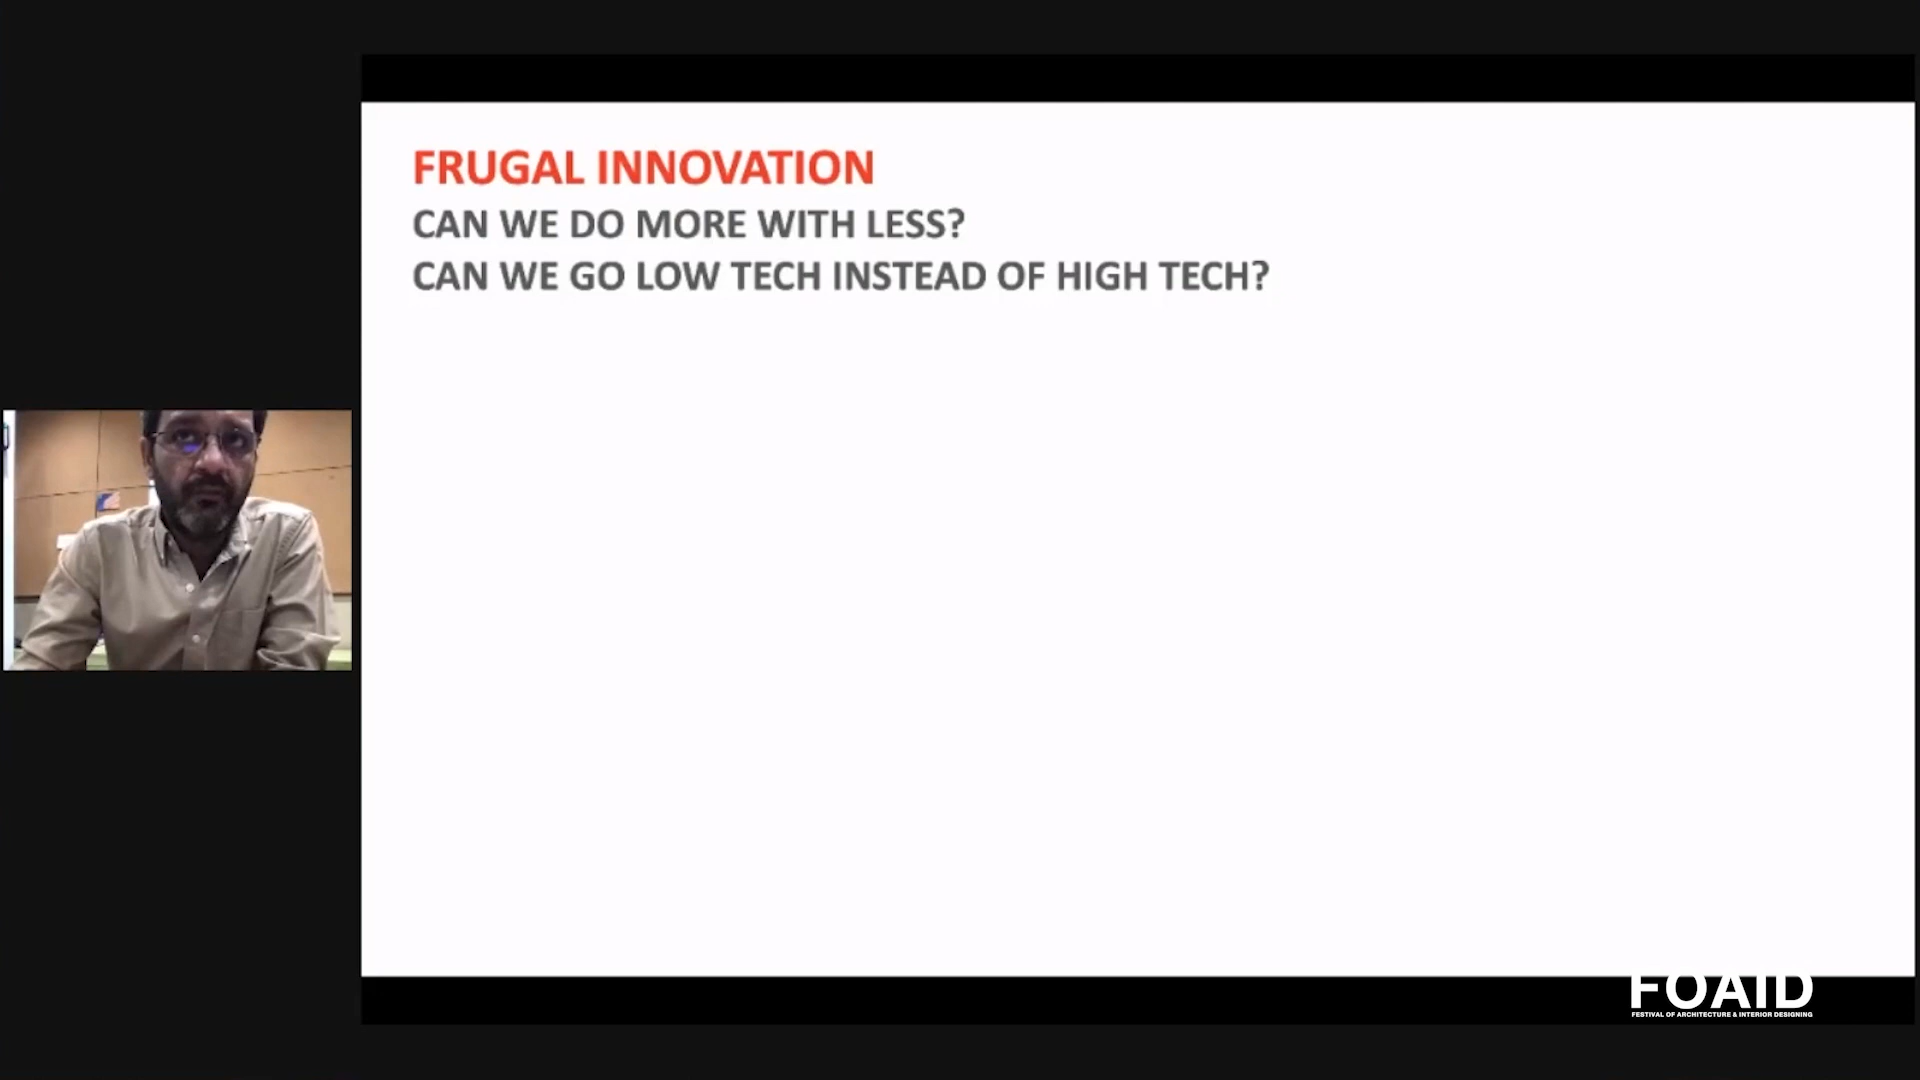 FRUGAL INNOVATION
CAN WE DO MORE WITH LESS?
CAN WE GO LOW TECH INSTEAD OF HIGH TECH?
FOAID
FESTIVAL OF ARCHITECTURE & INTERIOR DESIGNING